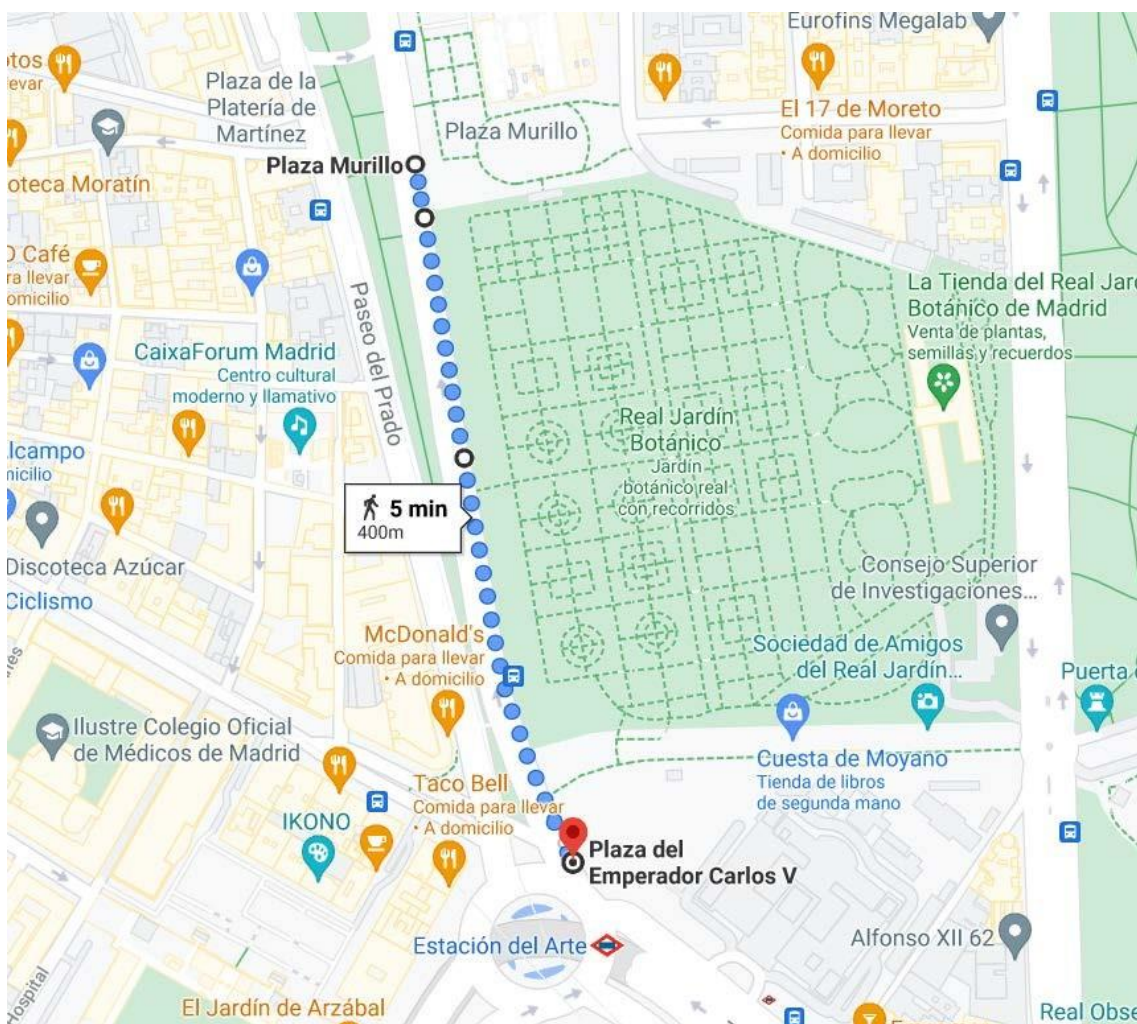 Eurofins Megalab
otos
levar
Plaza de la
Platería de
Martínez
El 17 de Moreto
Comida para llevar
• A domicilio
Plaza Murillo
Plaza Murillo
oteca Moratín
O Café
ra llevar
omicilio
Paseo del Prado
La Tienda del Real Jard
Botánico de Madrid
Venta de plantas,
semillas y recuerdos
CaixaForum Madrid
Centro cultural
moderno y llamativo
Real Jardín
Botánico
Jardín
botánico real
con recorridos
lcampo
micilio
5 min
400m
Discoteca Azúcar
Ciclismo
Consejo Superior
de Investigaciones...
McDonald's
Comida para llevar
• A domicilio
Sociedad de Amigos
del Real Jardín...
Puerta
Ilustre Colegio Oficial
de Médicos de Madrid
Cuesta de Moyano
Tienda de libros
de segunda mano
Taco Bell
Comida para llevar
• A domicilio
IKONO
Plaza del
Emperador Carlos V
Estación del Arte
Alfonso XII 62
Hospital
El Jardín de Arzábal
Real Obse